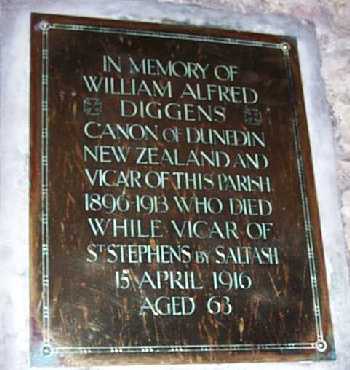 IN MEMORY OF
WILLIAM ALFRED
DIGGENS
CANON OF DUNEDIN
NEW ZEALAND AND
VICAR OF THIS PARISH
1896-1913 WHO DIED
WHILE VICAR OF
ST STEPHENS BY SALTASH
15 APRIL 1916
AGED 63